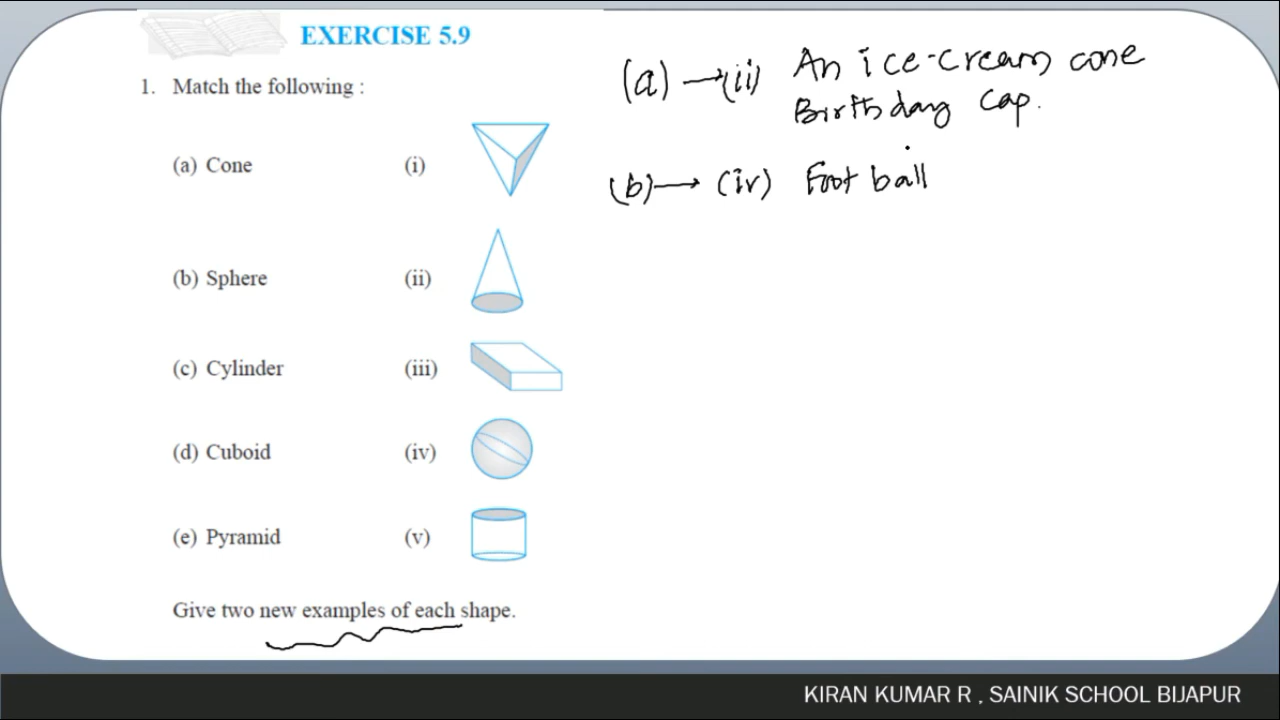 EXERCISE 5.9
1. Match the following :
(a) Cone (i)
(b) Sphere (ii)
(c) Cylinder (iii)
(d) Cuboid (iv)
(e) Pyramid (v)
Give two new examples of each shape.
(a) → (ii) An ice-cream cone
Birthday cap.
(b) → (iv) Foot ball
KIRAN KUMAR R , SAINIK SCHOOL BIJAPUR